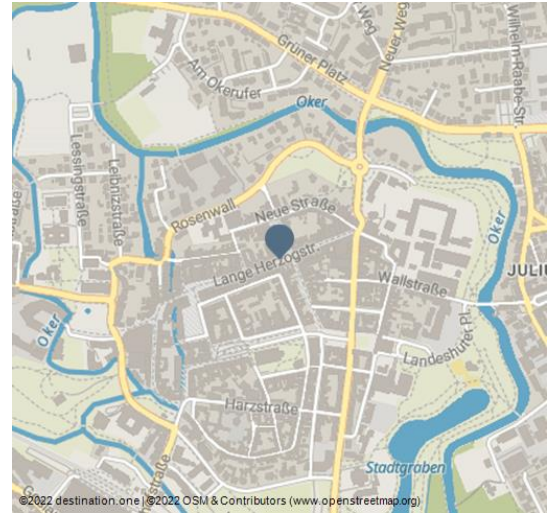 Neuer Weg
Weg
Grüner Platz
Wilhelm-Raabe-Str.
Am Okerufer
Oker
Lessingstraße
Leibnizstraße
Rosenwall
Neue Straße
Lange Herzogstr.
Wallstraße
Oker
JULI
Oker
Landeshuter Pl.
Harzstraße
Stadtgraben
©2022 destination.one | ©2022 OSM & Contributors (www.openstreetmap.org)